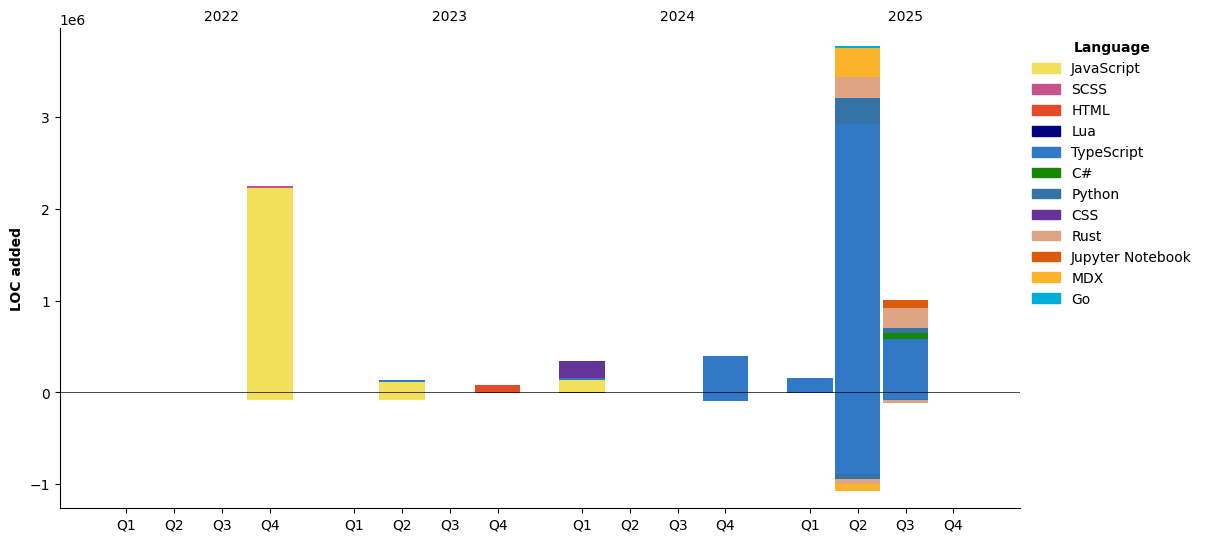 1e6
2022 2023 2024 2025
LOC added
3
2
1
0
−1
Q1 Q2 Q3 Q4 Q1 Q2 Q3 Q4 Q1 Q2 Q3 Q4 Q1 Q2 Q3 Q4
Language
JavaScript
SCSS
HTML
Lua
TypeScript
C#
Python
CSS
Rust
Jupyter Notebook
MDX
Go